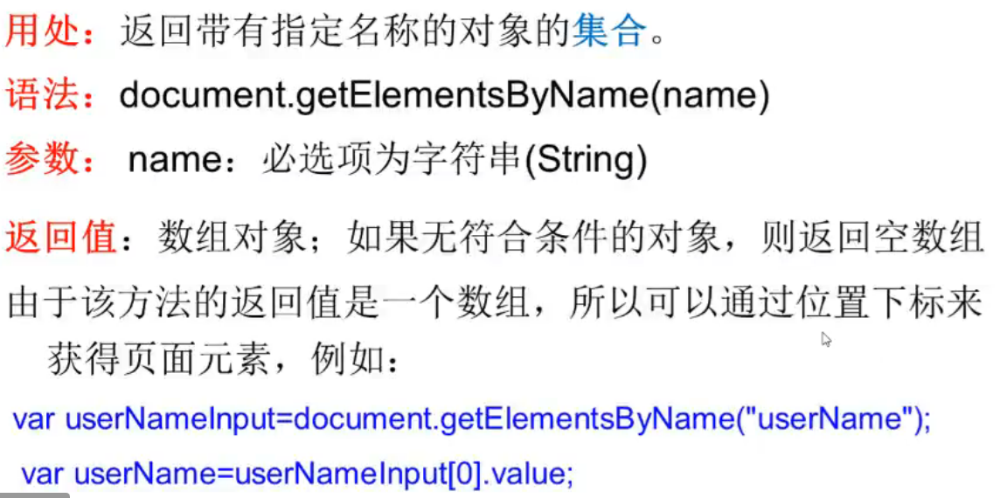 用处：返回带有指定名称的对象的集合。
语法：document.getElementsByName(name)
参数： name：必选项为字符串(String)
返回值：数组对象；如果无符合条件的对象，则返回空数组
由于该方法的返回值是一个数组，所以可以通过位置下标来
获得页面元素，例如：
var userNameInput=document.getElementsByName("userName");
var userName=userNameInput[0].value;